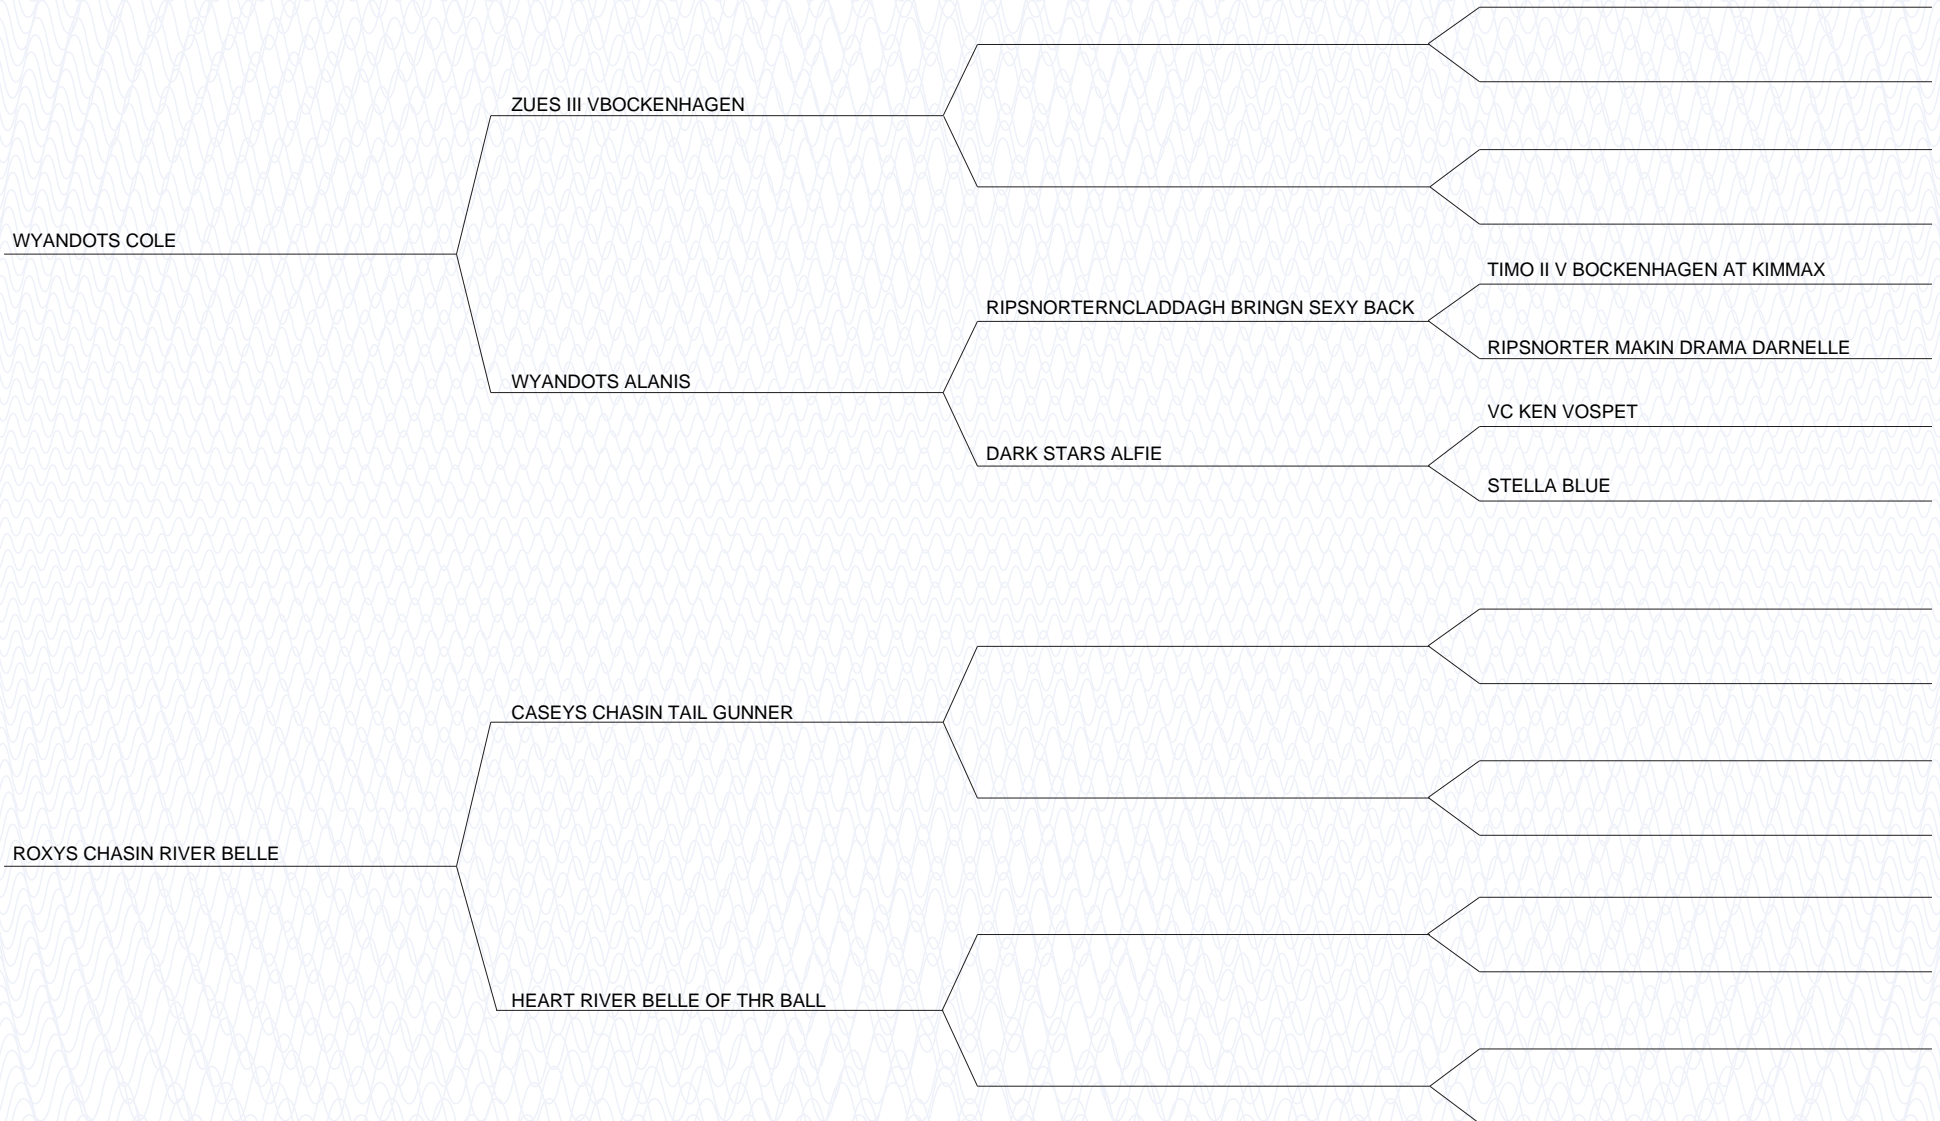 ZUES III VBOCKENHAGEN
WYANDOTS COLE
TIMO II V BOCKENHAGEN AT KIMMAX
RIPSNORTERNCLADDAGH BRINGN SEXY BACK
RIPSNORTER MAKIN DRAMA DARNELLE
WYANDOTS ALANIS
VC KEN VOSPET
DARK STARS ALFIE
STELLA BLUE
CASEYS CHASIN TAIL GUNNER
ROXYS CHASIN RIVER BELLE
HEART RIVER BELLE OF THR BALL